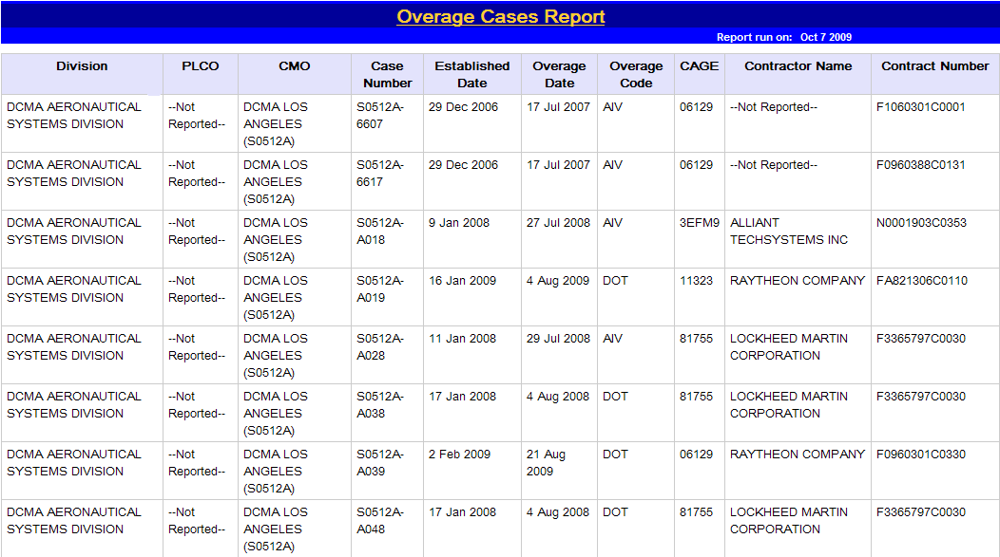 Overage Cases Report
Report run on: Oct 7 2009
Division PLCO CMO Case Number Established Date Overage Date Overage Code CAGE Contractor Name Contract Number
DCMA AERONAUTICAL SYSTEMS DIVISION --Not Reported-- DCMA LOS ANGELES (S0512A) S0512A-6607 29 Dec 2006 17 Jul 2007 AIV 06129 --Not Reported-- F1060301C0001
DCMA AERONAUTICAL SYSTEMS DIVISION --Not Reported-- DCMA LOS ANGELES (S0512A) S0512A-6617 29 Dec 2006 17 Jul 2007 AIV 06129 --Not Reported-- F0960388C0131
DCMA AERONAUTICAL SYSTEMS DIVISION --Not Reported-- DCMA LOS ANGELES (S0512A) S0512A-A018 9 Jan 2008 27 Jul 2008 AIV 3EFM9 ALLIANT TECHSYSTEMS INC N0001903C0353
DCMA AERONAUTICAL SYSTEMS DIVISION --Not Reported-- DCMA LOS ANGELES (S0512A) S0512A-A019 16 Jan 2009 4 Aug 2009 DOT 11323 RAYTHEON COMPANY FA821306C0110
DCMA AERONAUTICAL SYSTEMS DIVISION --Not Reported-- DCMA LOS ANGELES (S0512A) S0512A-A028 11 Jan 2008 29 Jul 2008 AIV 81755 LOCKHEED MARTIN CORPORATION F3365797C0030
DCMA AERONAUTICAL SYSTEMS DIVISION --Not Reported-- DCMA LOS ANGELES (S0512A) S0512A-A038 17 Jan 2008 4 Aug 2008 DOT 81755 LOCKHEED MARTIN CORPORATION F3365797C0030
DCMA AERONAUTICAL SYSTEMS DIVISION --Not Reported-- DCMA LOS ANGELES (S0512A) S0512A-A039 2 Feb 2009 21 Aug 2009 DOT 06129 RAYTHEON COMPANY F0960301C0330
DCMA AERONAUTICAL SYSTEMS DIVISION --Not Reported-- DCMA LOS ANGELES (S0512A) S0512A-A048 17 Jan 2008 4 Aug 2008 DOT 81755 LOCKHEED MARTIN CORPORATION F3365797C0030